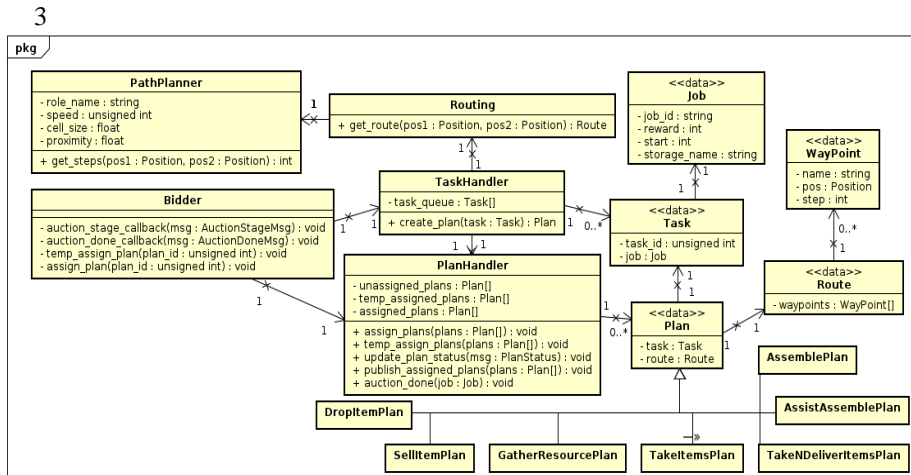 3
pkg
PathPlanner
- role_name : string
- speed : unsigned int
- cell_size : float
- proximity : float
+ get_steps(pos1 : Position, pos2 : Position) : int
1
Routing
+ get_route(pos1 : Position, pos2 : Position) : Route
1
1
<<data>>
Job
- job_id : string
- reward : int
- start : int
- storage_name : string
1
1
<<data>>
WayPoint
- name : string
- pos : Position
- step : int
0..*
1
Bidder
- auction_stage_callback(msg : AuctionStageMsg) : void
- auction_done_callback(msg : AuctionDoneMsg) : void
- temp_assign_plan(plan_id : unsigned int) : void
- assign_plan(plan_id : unsigned int) : void
1
1
1
1
TaskHandler
- task_queue : Task[]
+ create_plan(task : Task) : Plan
1
0..*
1
1
<<data>>
Task
- task_id : unsigned int
- job : Job
1
1
PlanHandler
- unassigned_plans : Plan[]
- temp_assigned_plans : Plan[]
- assigned_plans : Plan[]
+ assign_plans(plans : Plan[]) : void
+ temp_assign_plans(plans : Plan[]) : void
+ update_plan_status(msg : PlanStatus) : void
+ publish_assigned_plans(plans : Plan[]) : void
+ auction_done(job : Job) : void
1
0..*
<<data>>
Plan
- task : Task
- route : Route
1
1
<<data>>
Route
- waypoints : WayPoint[]
AssemblePlan
DropItemPlan
AssistAssemblePlan
SellItemPlan
GatherResourcePlan
TakeItemsPlan
TakeNDeliverItemsPlan